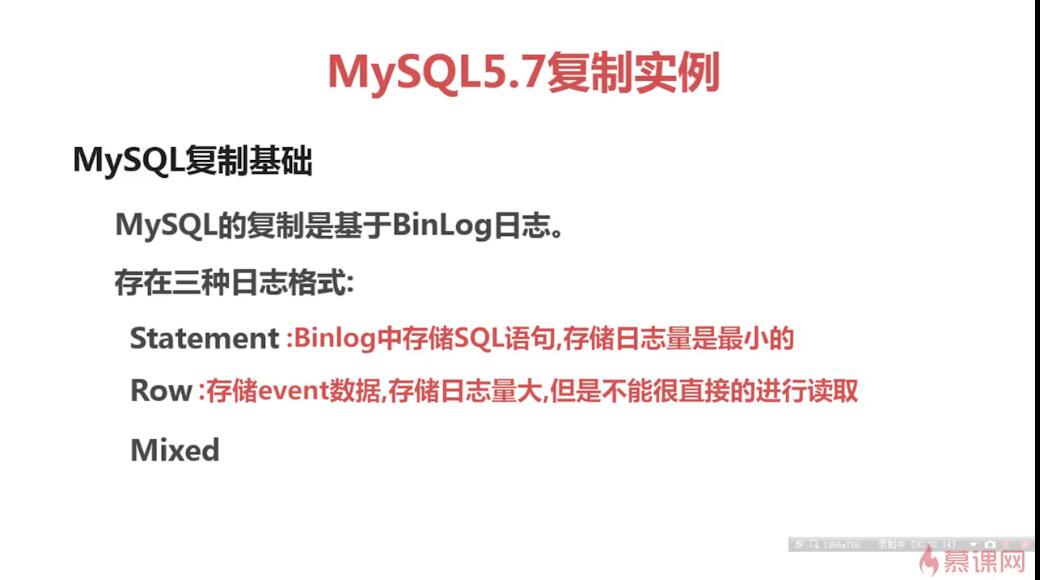 MySQL5.7复制实例
MySQL复制基础
MySQL的复制是基于BinLog日志。
存在三种日志格式:
Statement :Binlog中存储SQL语句,存储日志量是最小的
Row :存储event数据,存储日志量大,但是不能很直接的进行读取
Mixed
1366x768 录制中 [00:02:14]
慕课网